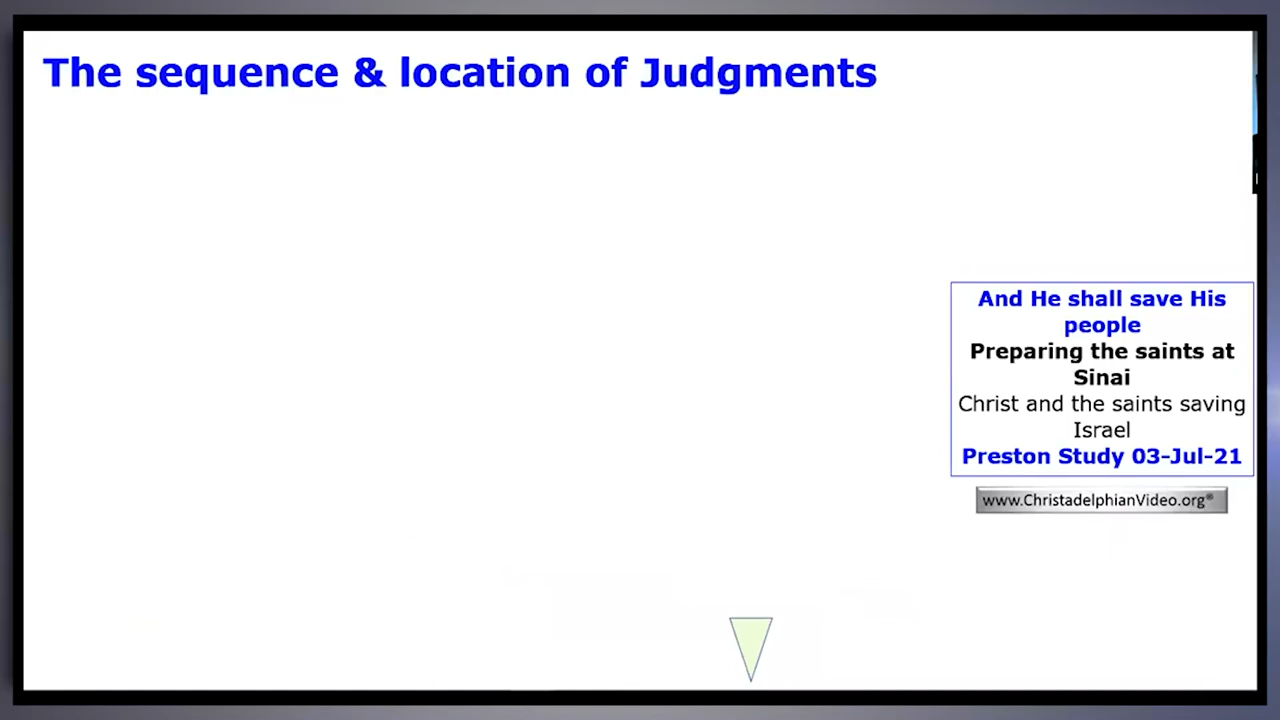 The sequence & location of Judgments
And He shall save His
people
Preparing the saints at
Sinai
Christ and the saints saving
Israel
Preston Study 03-Jul-21
www.ChristadelphianVideo.org®